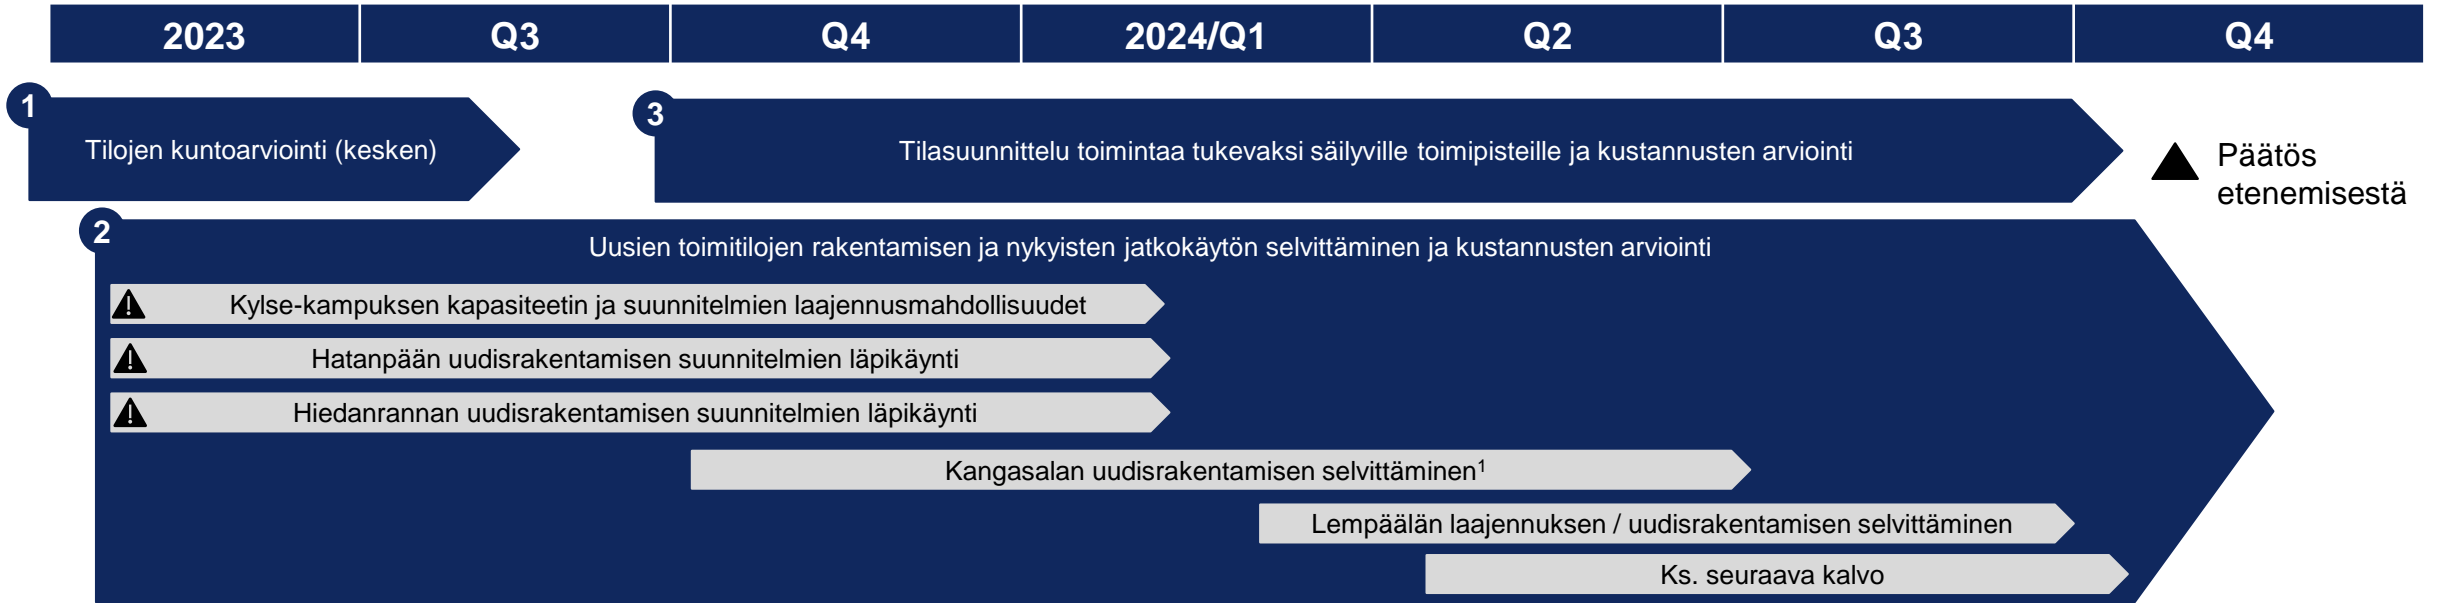 2023 Q3 Q4 2024/Q1 Q2 Q3 Q4
1
Tilojen kuntoarviointi (kesken)
3
Tilasuunnittelu toimintaa tukevaksi säilyville toimipisteille ja kustannusten arviointi
Päätös
etenemisestä
2
Uusien toimitilojen rakentamisen ja nykyisten jatkokäytön selvittäminen ja kustannusten arviointi
Kylse-kampuksen kapasiteetin ja suunnitelmien laajennusmahdollisuudet
Hatanpään uudisrakentamisen suunnitelmien läpikäynti
Hiedanrannan uudisrakentamisen suunnitelmien läpikäynti
Kangasalan uudisrakentamisen selvittäminen¹
Lempäälän laajennuksen / uudisrakentamisen selvittäminen
Ks. seuraava kalvo